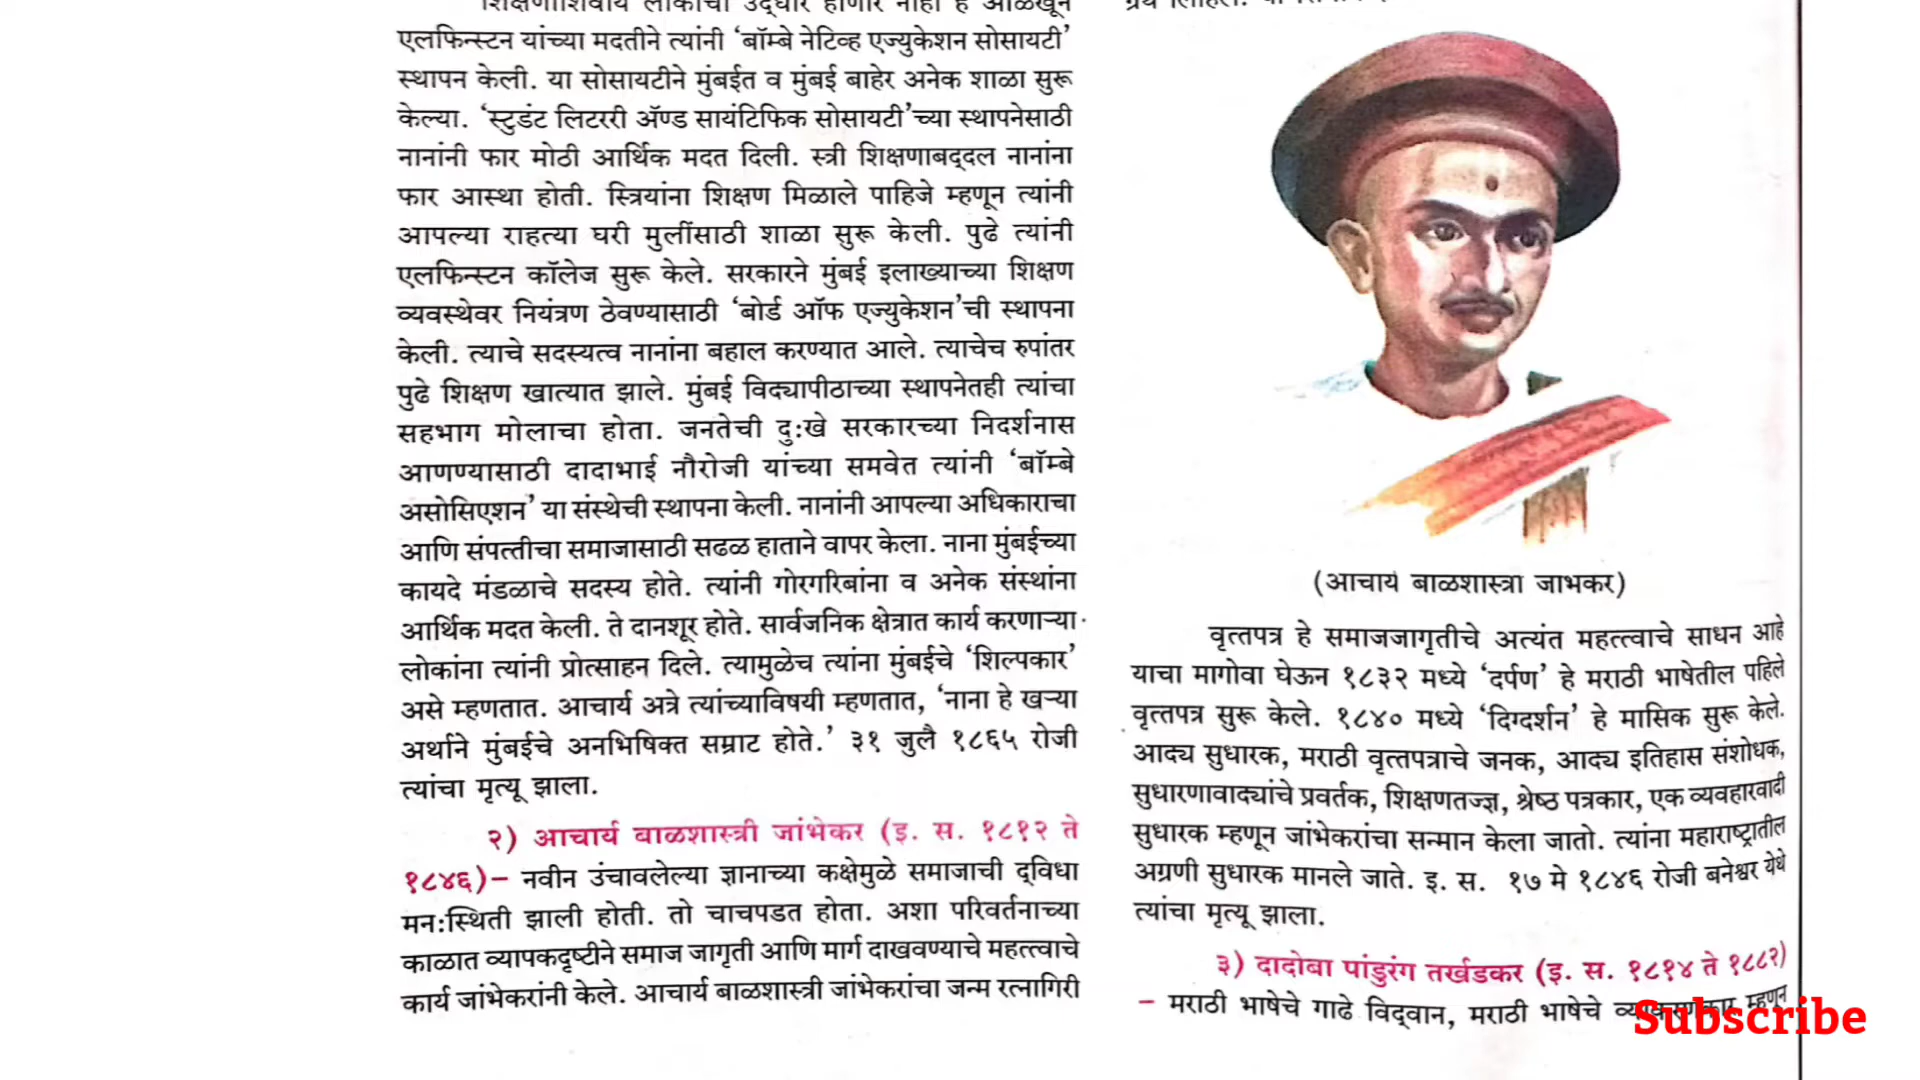 शिक्षणाशिवाय लोकांचा उद्धार होणार नाही हे ओळखून
एलफिन्स्टन यांच्या मदतीने त्यांनी ‘बॉम्बे नेटिव्ह एज्युकेशन सोसायटी’
स्थापन केली. या सोसायटीने मुंबईत व मुंबई बाहेर अनेक शाळा सुरू
केल्या. ‘स्टुडंट लिटररी ॲण्ड सायंटिफिक सोसायटी’च्या स्थापनेसाठी
नानांनी फार मोठी आर्थिक मदत दिली. स्त्री शिक्षणाबद्दल नानांना
फार आस्था होती. स्त्रियांना शिक्षण मिळाले पाहिजे म्हणून त्यांनी
आपल्या राहत्या घरी मुलींसाठी शाळा सुरू केली. पुढे त्यांनी
एलफिन्स्टन कॉलेज सुरू केले. सरकारने मुंबई इलाख्याच्या शिक्षण
व्यवस्थेवर नियंत्रण ठेवण्यासाठी ‘बोर्ड ऑफ एज्युकेशन’ची स्थापना
केली. त्याचे सदस्यत्व नानांना बहाल करण्यात आले. त्याचेच रुपांतर
पुढे शिक्षण खात्यात झाले. मुंबई विद्यापीठाच्या स्थापनेतही त्यांचा
सहभाग मोलाचा होता. जनतेची दुःखे सरकारच्या निदर्शनास
आणण्यासाठी दादाभाई नौरोजी यांच्या समवेत त्यांनी ‘बॉम्बे
असोसिएशन’ या संस्थेची स्थापना केली. नानांनी आपल्या अधिकाराचा
आणि संपत्तीचा समाजासाठी सढळ हाताने वापर केला. नाना मुंबईच्या
कायदे मंडळाचे सदस्य होते. त्यांनी गोरगरिबांना व अनेक संस्थांना
आर्थिक मदत केली. ते दानशूर होते. सार्वजनिक क्षेत्रात कार्य करणाऱ्या
लोकांना त्यांनी प्रोत्साहन दिले. त्यामुळेच त्यांना मुंबईचे ‘शिल्पकार’
असे म्हणतात. आचार्य अत्रे त्यांच्याविषयी म्हणतात, ‘नाना हे खऱ्या
अर्थाने मुंबईचे अनभिषिक्त सम्राट होते.’ ३१ जुलै १८६५ रोजी
त्यांचा मृत्यू झाला.
२) आचार्य बाळशास्त्री जांभेकर (इ. स. १८१२ ते
१८४६)– नवीन उंचावलेल्या ज्ञानाच्या कक्षेमुळे समाजाची द्विधा
मनःस्थिती झाली होती. तो चाचपडत होता. अशा परिवर्तनाच्या
काळात व्यापकदृष्टीने समाज जागृती आणि मार्ग दाखवण्याचे महत्त्वाचे
कार्य जांभेकरांनी केले. आचार्य बाळशास्त्री जांभेकरांचा जन्म रत्नागिरी
(आचार्य बाळशास्त्रा जाभकर)
वृत्तपत्र हे समाजजागृतीचे अत्यंत महत्त्वाचे साधन आहे
याचा मागोवा घेऊन १८३२ मध्ये ‘दर्पण’ हे मराठी भाषेतील पहिले
वृत्तपत्र सुरू केले. १८४० मध्ये ‘दिग्दर्शन’ हे मासिक सुरू केले.
आद्य सुधारक, मराठी वृत्तपत्राचे जनक, आद्य इतिहास संशोधक,
सुधारणावाद्यांचे प्रवर्तक, शिक्षणतज्ज्ञ, श्रेष्ठ पत्रकार, एक व्यवहारवादी
सुधारक म्हणून जांभेकरांचा सन्मान केला जातो. त्यांना महाराष्ट्रातील
अग्रणी सुधारक मानले जाते. इ. स. १७ मे १८४६ रोजी बनेश्वर येथे
त्यांचा मृत्यू झाला.
३) दादोबा पांडुरंग तर्खडकर (इ. स. १८१४ ते १८८२)
– मराठी भाषेचे गाढे विद्वान, मराठी भाषेचे व्याकरणकार म्हणून
Subscribe